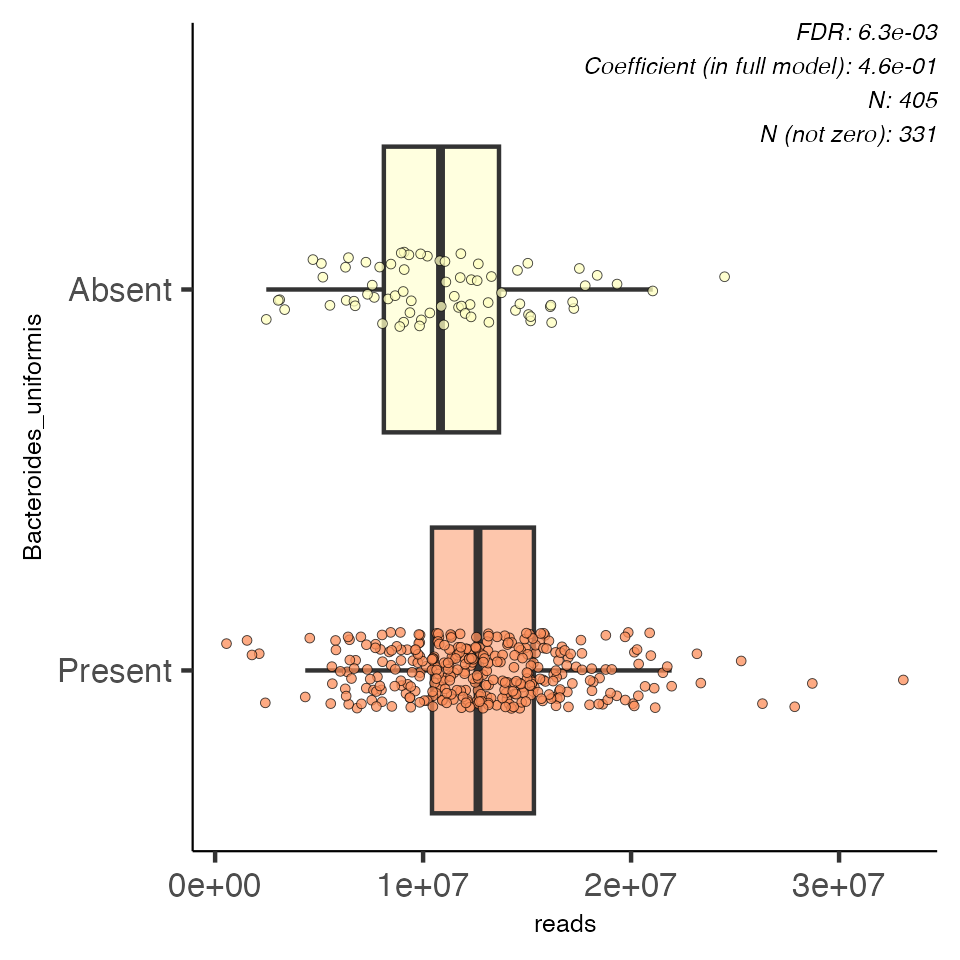 FDR: 6.3e-03
Coefficient (in full model): 4.6e-01
N: 405
N (not zero): 331
Absent
Bacteroides_uniformis
Present
0e+00 1e+07 2e+07 3e+07
reads